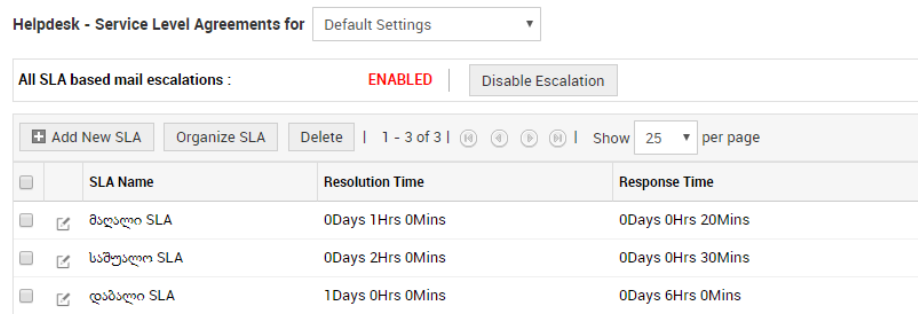 Helpdesk - Service Level Agreements for Default Settings
All SLA based mail escalations : ENABLED Disable Escalation
Add New SLA Organize SLA Delete | 1 - 3 of 3 | | Show 25 per page
SLA Name Resolution Time Response Time
მაღალი SLA 0Days 1Hrs 0Mins 0Days 0Hrs 20Mins
საშუალო SLA 0Days 2Hrs 0Mins 0Days 0Hrs 30Mins
დაბალი SLA 1Days 0Hrs 0Mins 0Days 6Hrs 0Mins